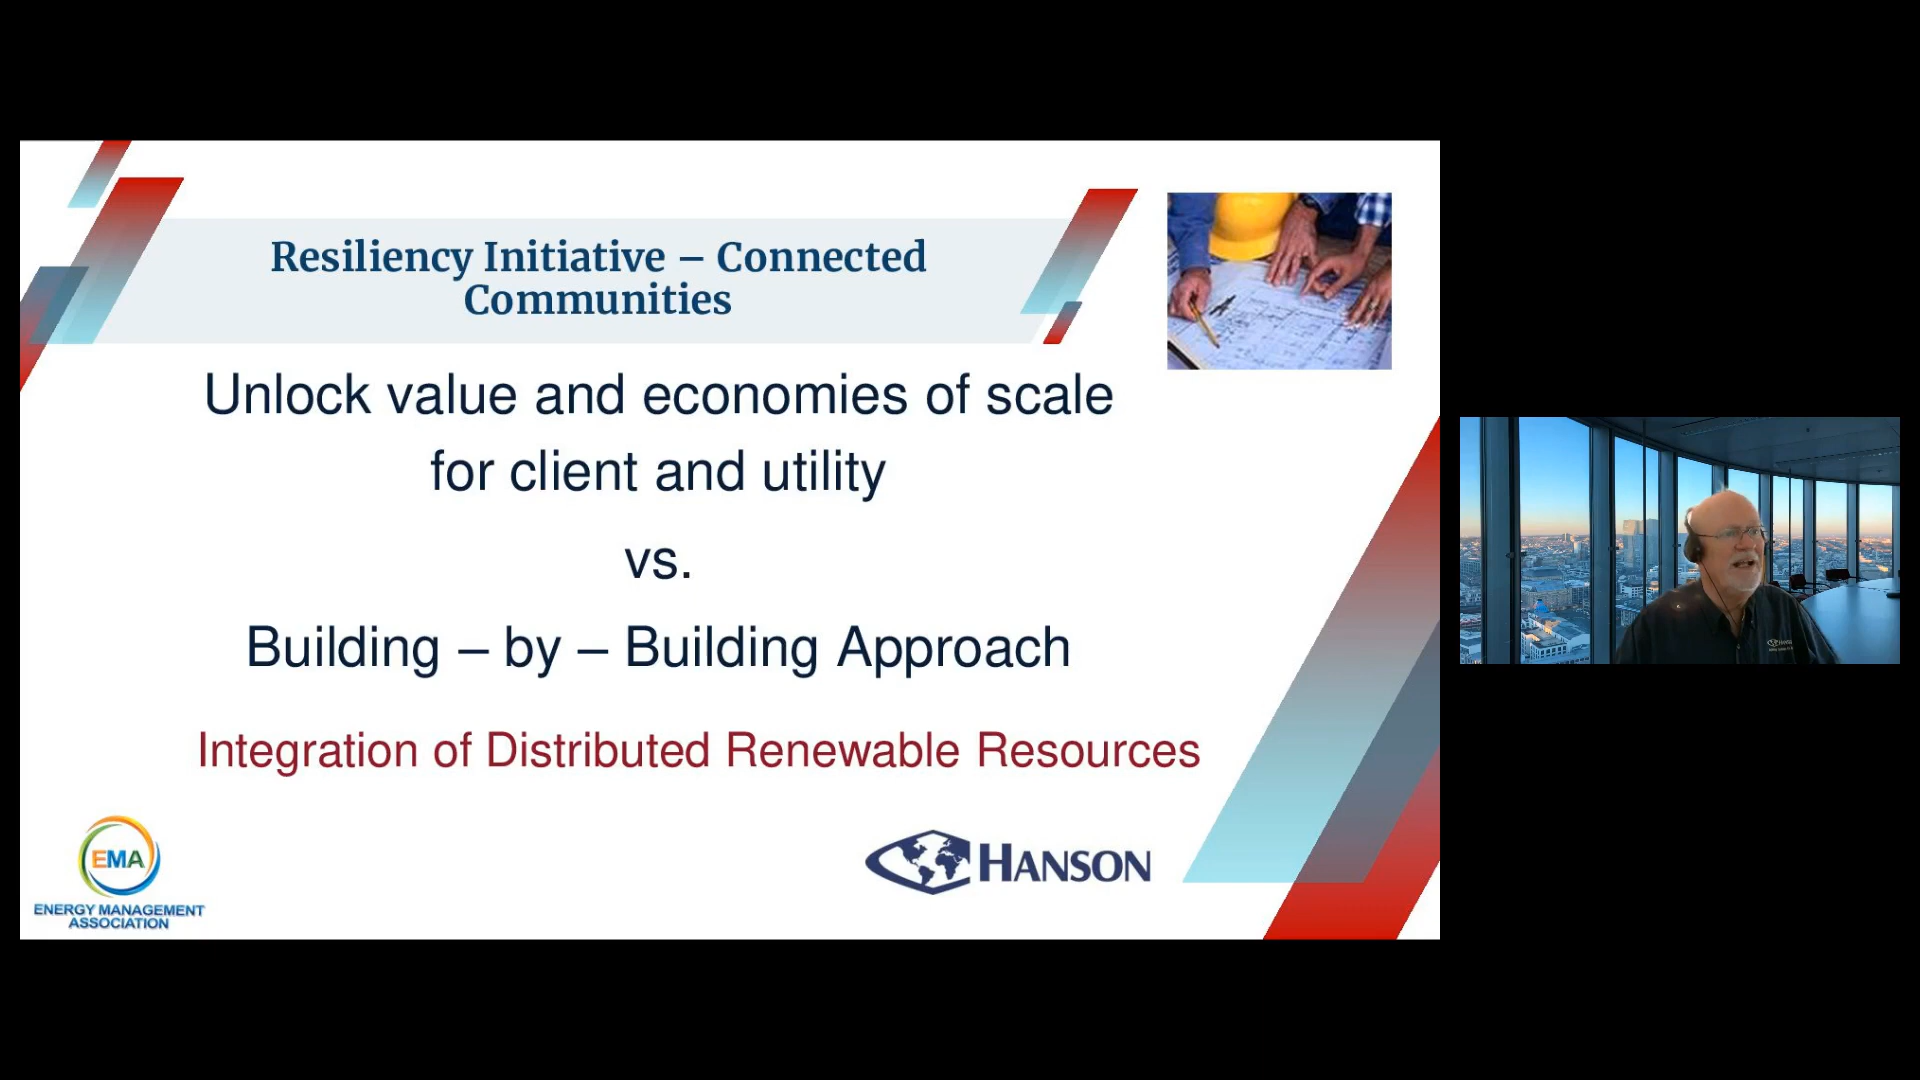 Resiliency Initiative – Connected
Communities
Unlock value and economies of scale
for client and utility
vs.
Building – by – Building Approach
Integration of Distributed Renewable Resources
EMA
ENERGY MANAGEMENT
ASSOCIATION
HANSON